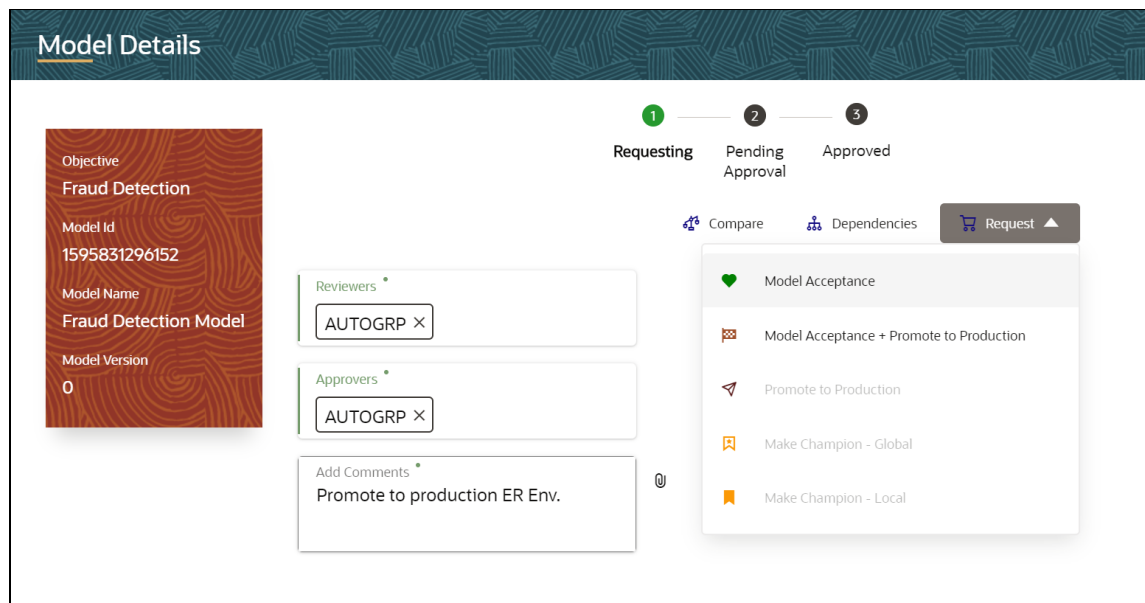 Model Details
Objective
Fraud Detection
Model Id
1595831296152
Model Name
Fraud Detection Model
Model Version
0
1
2
3
Requesting
Pending
Approval
Approved
Compare
Dependencies
Request
Reviewers
AUTOGRP ×
Approvers
AUTOGRP ×
Add Comments
Promote to production ER Env.
Model Acceptance
Model Acceptance + Promote to Production
Promote to Production
Make Champion - Global
Make Champion - Local